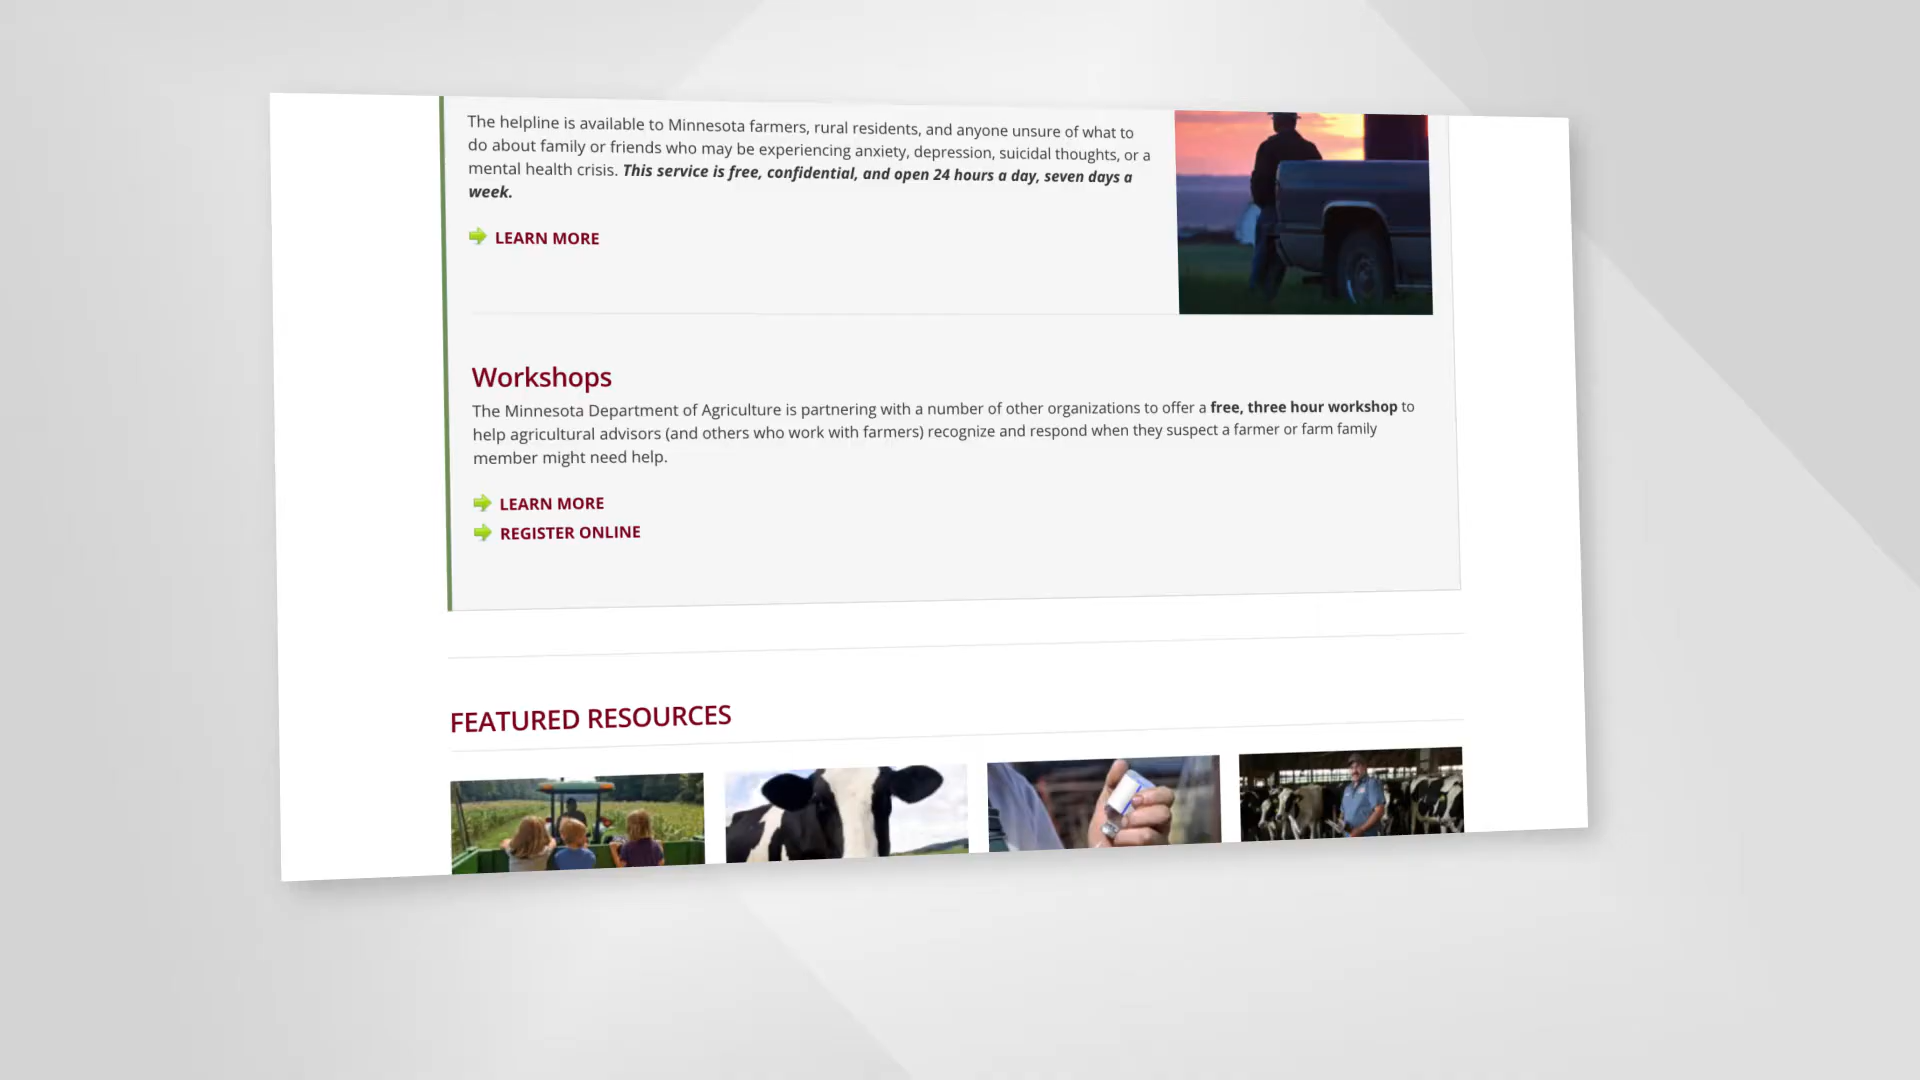 The helpline is available to Minnesota farmers, rural residents, and anyone unsure of what to
do about family or friends who may be experiencing anxiety, depression, suicidal thoughts, or a
mental health crisis. This service is free, confidential, and open 24 hours a day, seven days a
week.
LEARN MORE
Workshops
The Minnesota Department of Agriculture is partnering with a number of other organizations to offer a free, three hour workshop to
help agricultural advisors (and others who work with farmers) recognize and respond when they suspect a farmer or farm family
member might need help.
LEARN MORE
REGISTER ONLINE
FEATURED RESOURCES